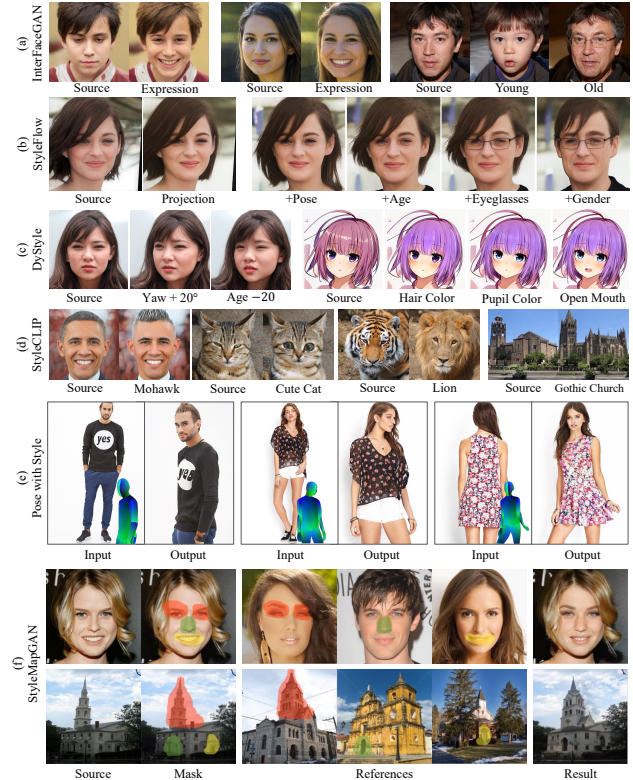 (a)
InterFaceGAN
Source Expression Source Expression Source Young Old
(b)
StyleFlow
Source Projection +Pose +Age +Eyeglasses +Gender
(c)
DyStyle
Source Yaw + 20° Age −20 Source Hair Color Pupil Color Open Mouth
(d)
StyleCLIP
Source Mohawk Source Cute Cat Source Lion Source Gothic Church
(e)
Pose with Style
yes
yes
Input Output Input Output Input Output
(f)
StyleMapGAN
Source Mask References Result